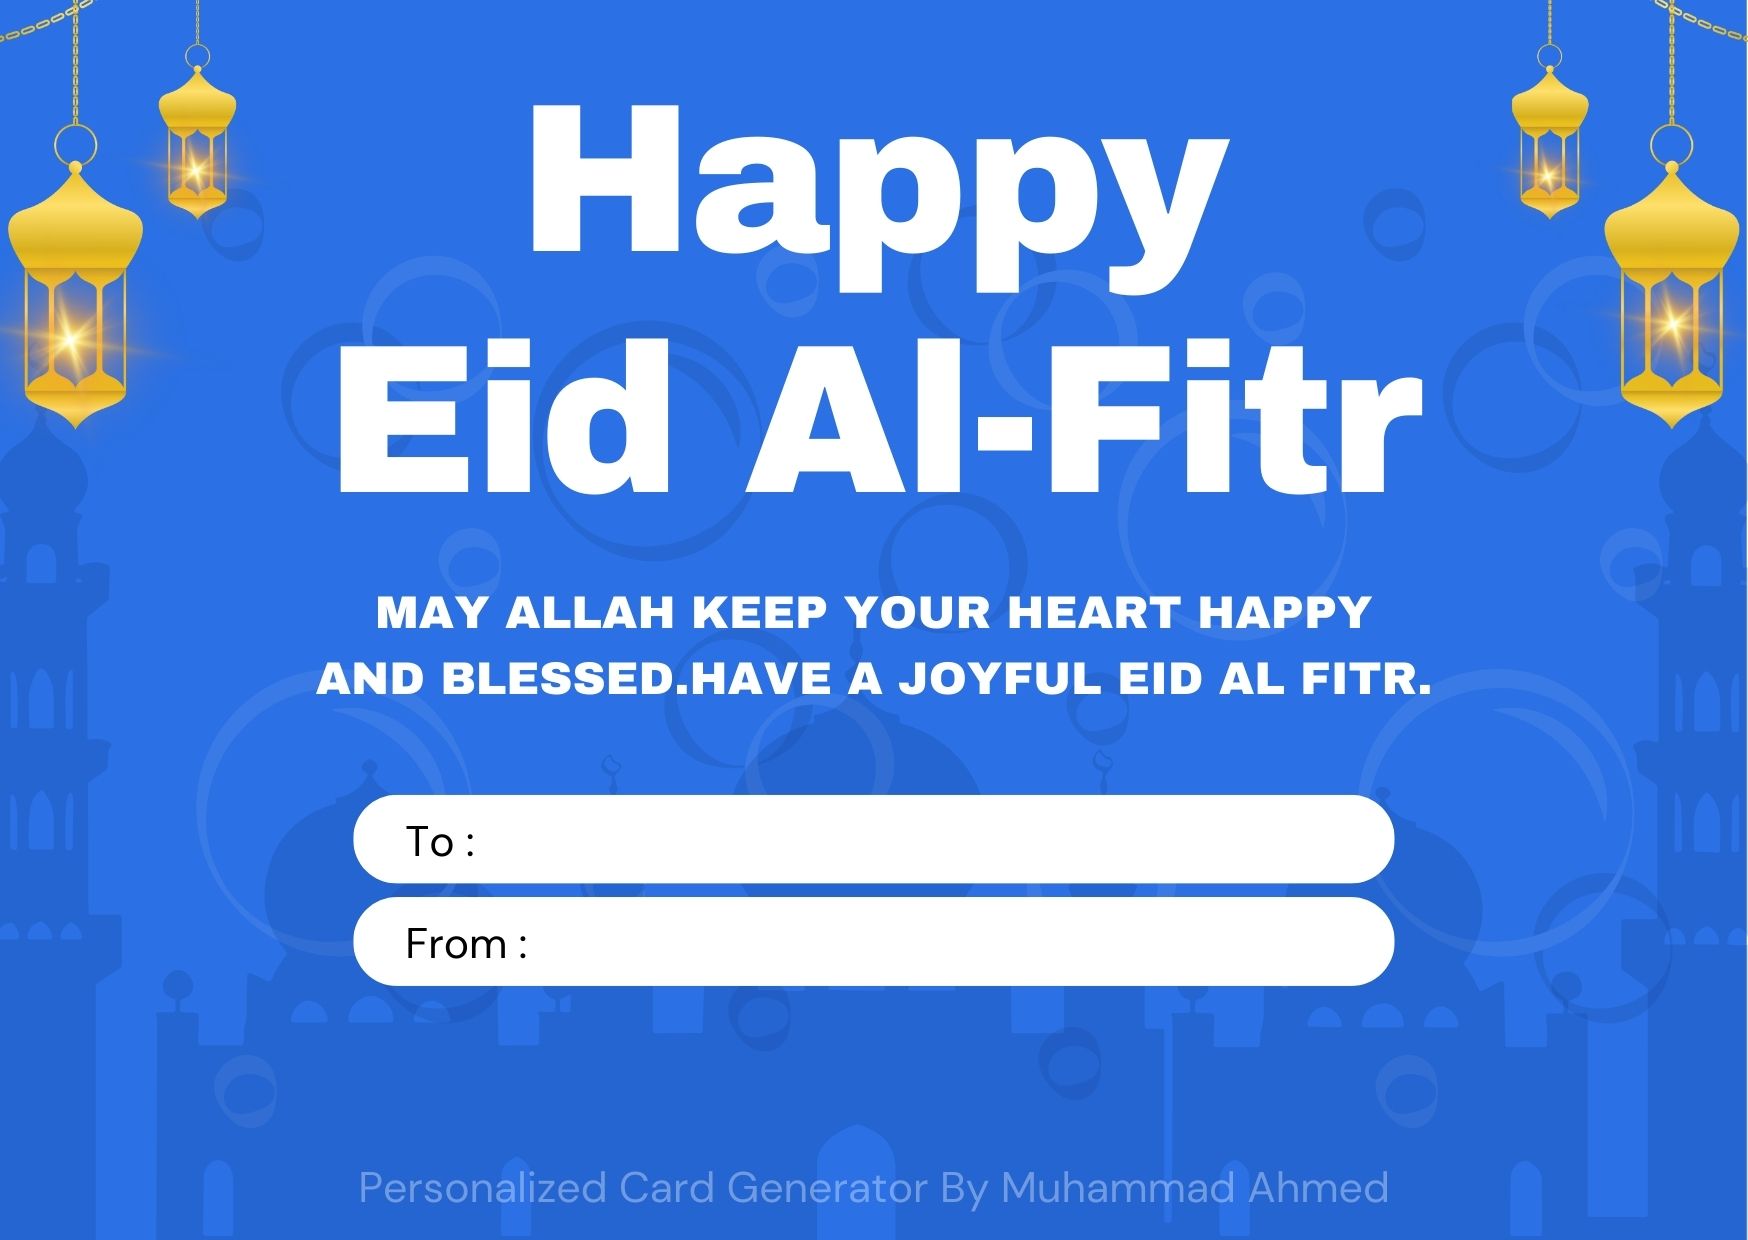 Happy
Eid Al-Fitr
MAY ALLAH KEEP YOUR HEART HAPPY
AND BLESSED.HAVE A JOYFUL EID AL FITR.
To :
From :
Personalized Card Generator By Muhammad Ahmed